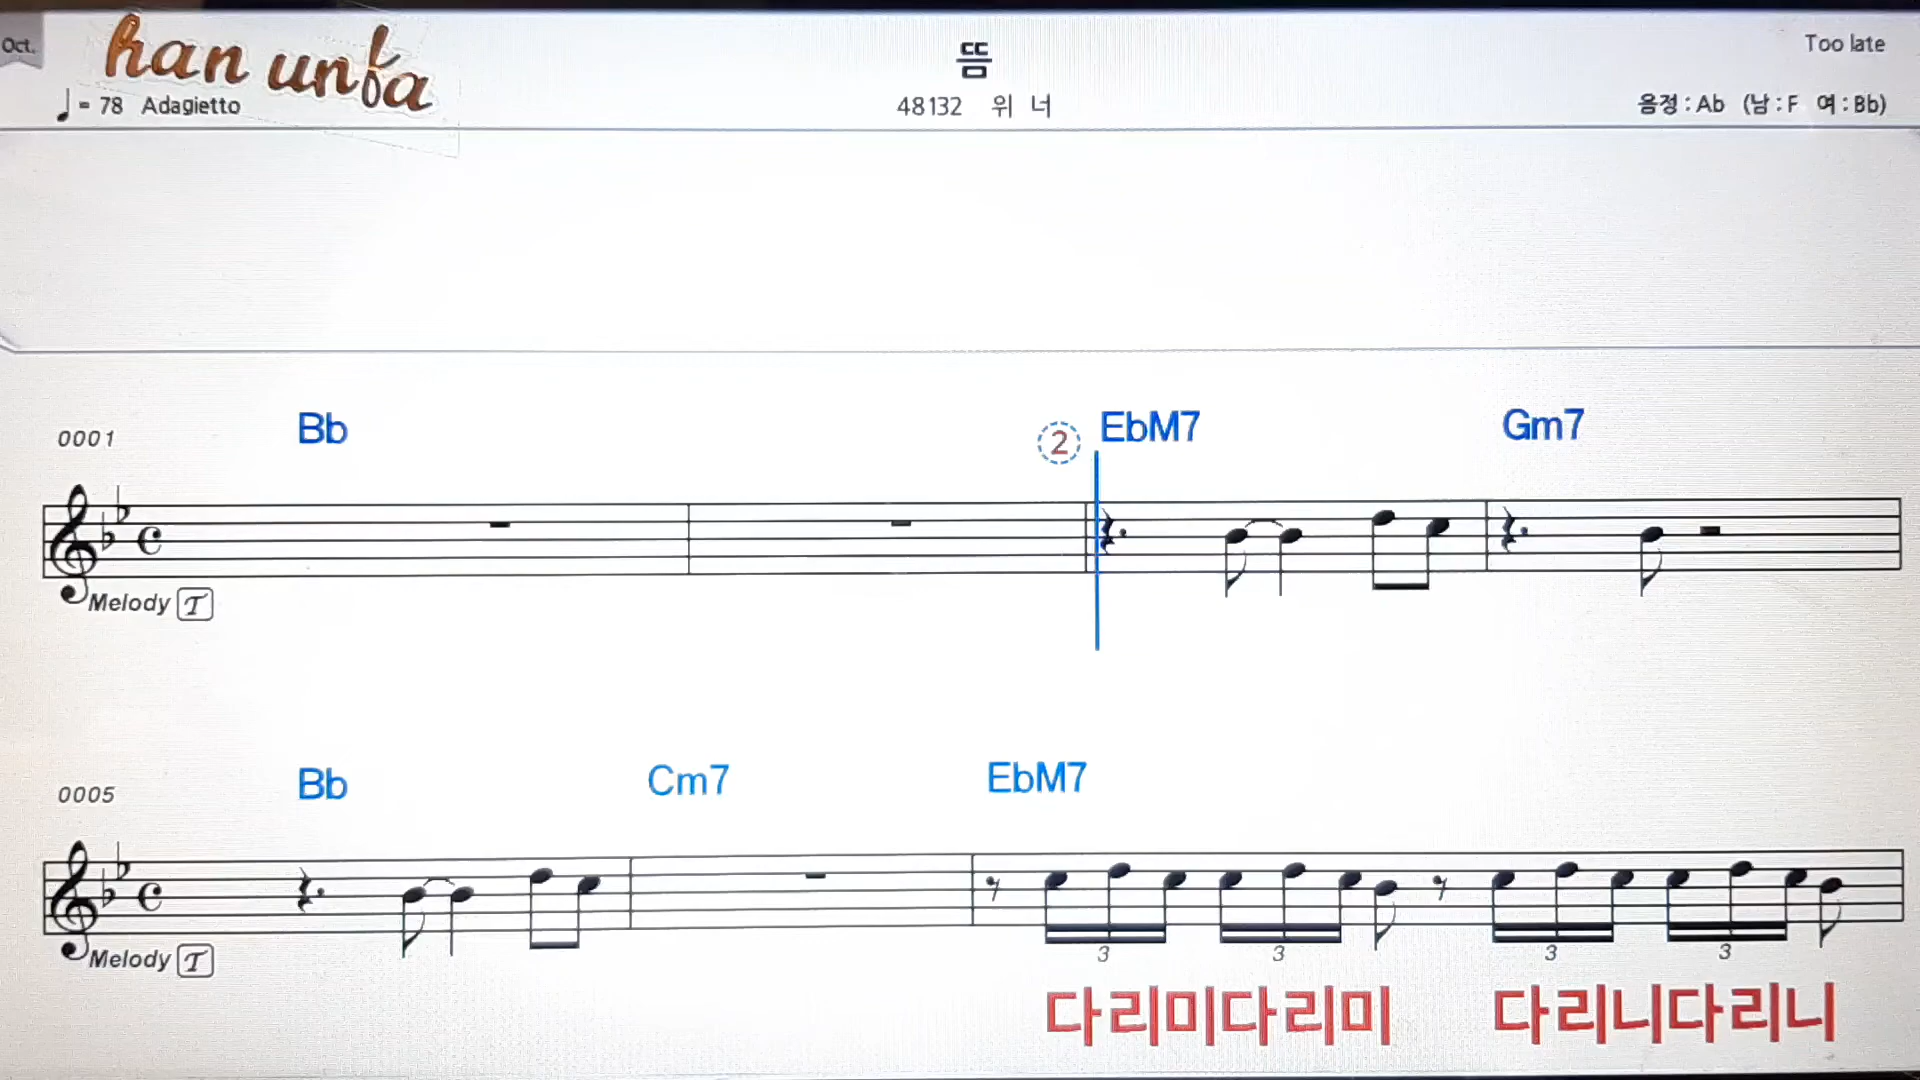 Oct.
han unfa
뜸
Too late
♩ = 78 Adagietto
48132 위 너
음정 : Ab (남 : F 여 : Bb)
0001
Bb
2
EbM7
Gm7
Melody T
0005
Bb
Cm7
EbM7
Melody T
3
3
3
3
다리미다리미
다리니다리니